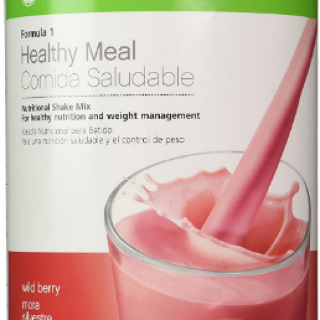 Formula 1
Healthy Meal
Comida Saludable
Nutritional Shake Mix
For healthy nutrition and weight management
Mezcla Nutricional para Batido
Para una nutrición saludable y el control de peso
wild berry
mora
silvestre